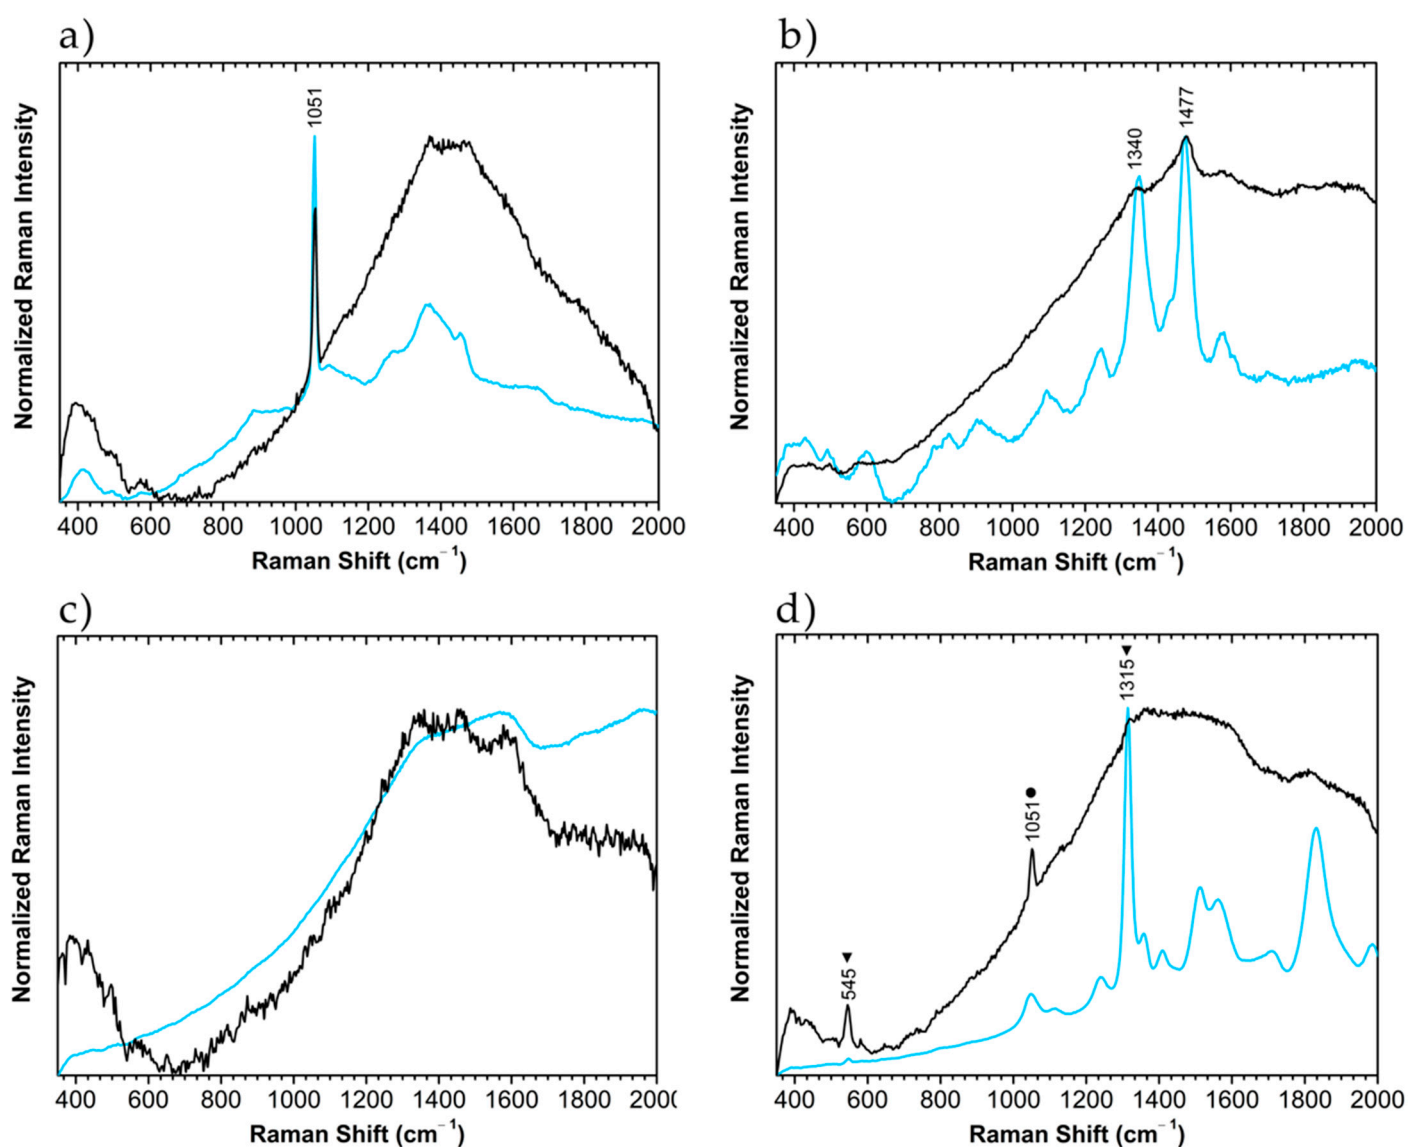 a)
1051
Normalized Raman Intensity
400 600 800 1000 1200 1400 1600 1800 2000
Raman Shift (cm⁻¹)
b)
1340
1477
Normalized Raman Intensity
400 600 800 1000 1200 1400 1600 1800 2000
Raman Shift (cm⁻¹)
c)
Normalized Raman Intensity
400 600 800 1000 1200 1400 1600 1800 2000
Raman Shift (cm⁻¹)
d)
545 ▼
1051 ●
1315 ▼
Normalized Raman Intensity
400 600 800 1000 1200 1400 1600 1800 2000
Raman Shift (cm⁻¹)